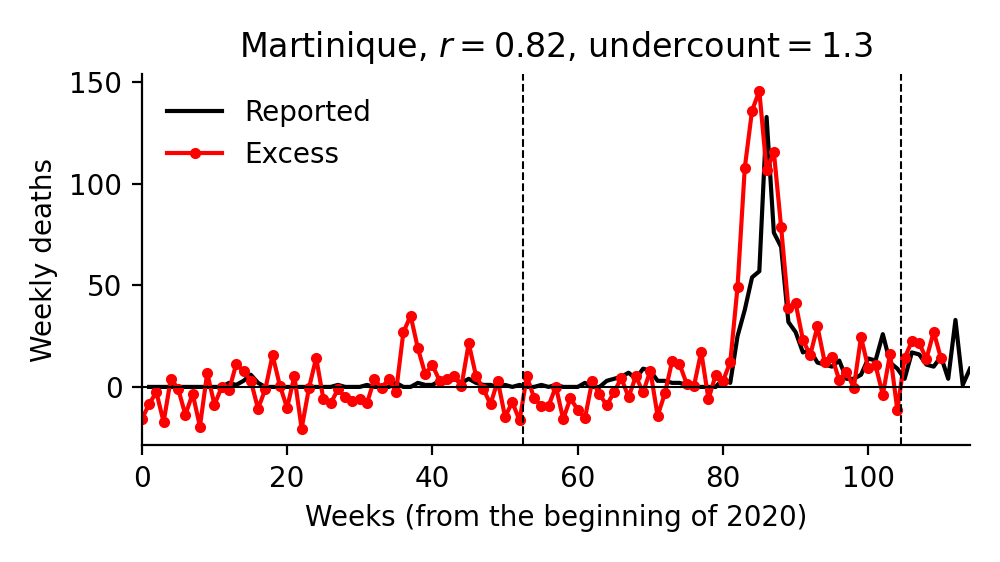 Martinique, r = 0.82, undercount = 1.3
150
100
50
0
Weekly deaths
Reported
Excess
0 20 40 60 80 100
Weeks (from the beginning of 2020)